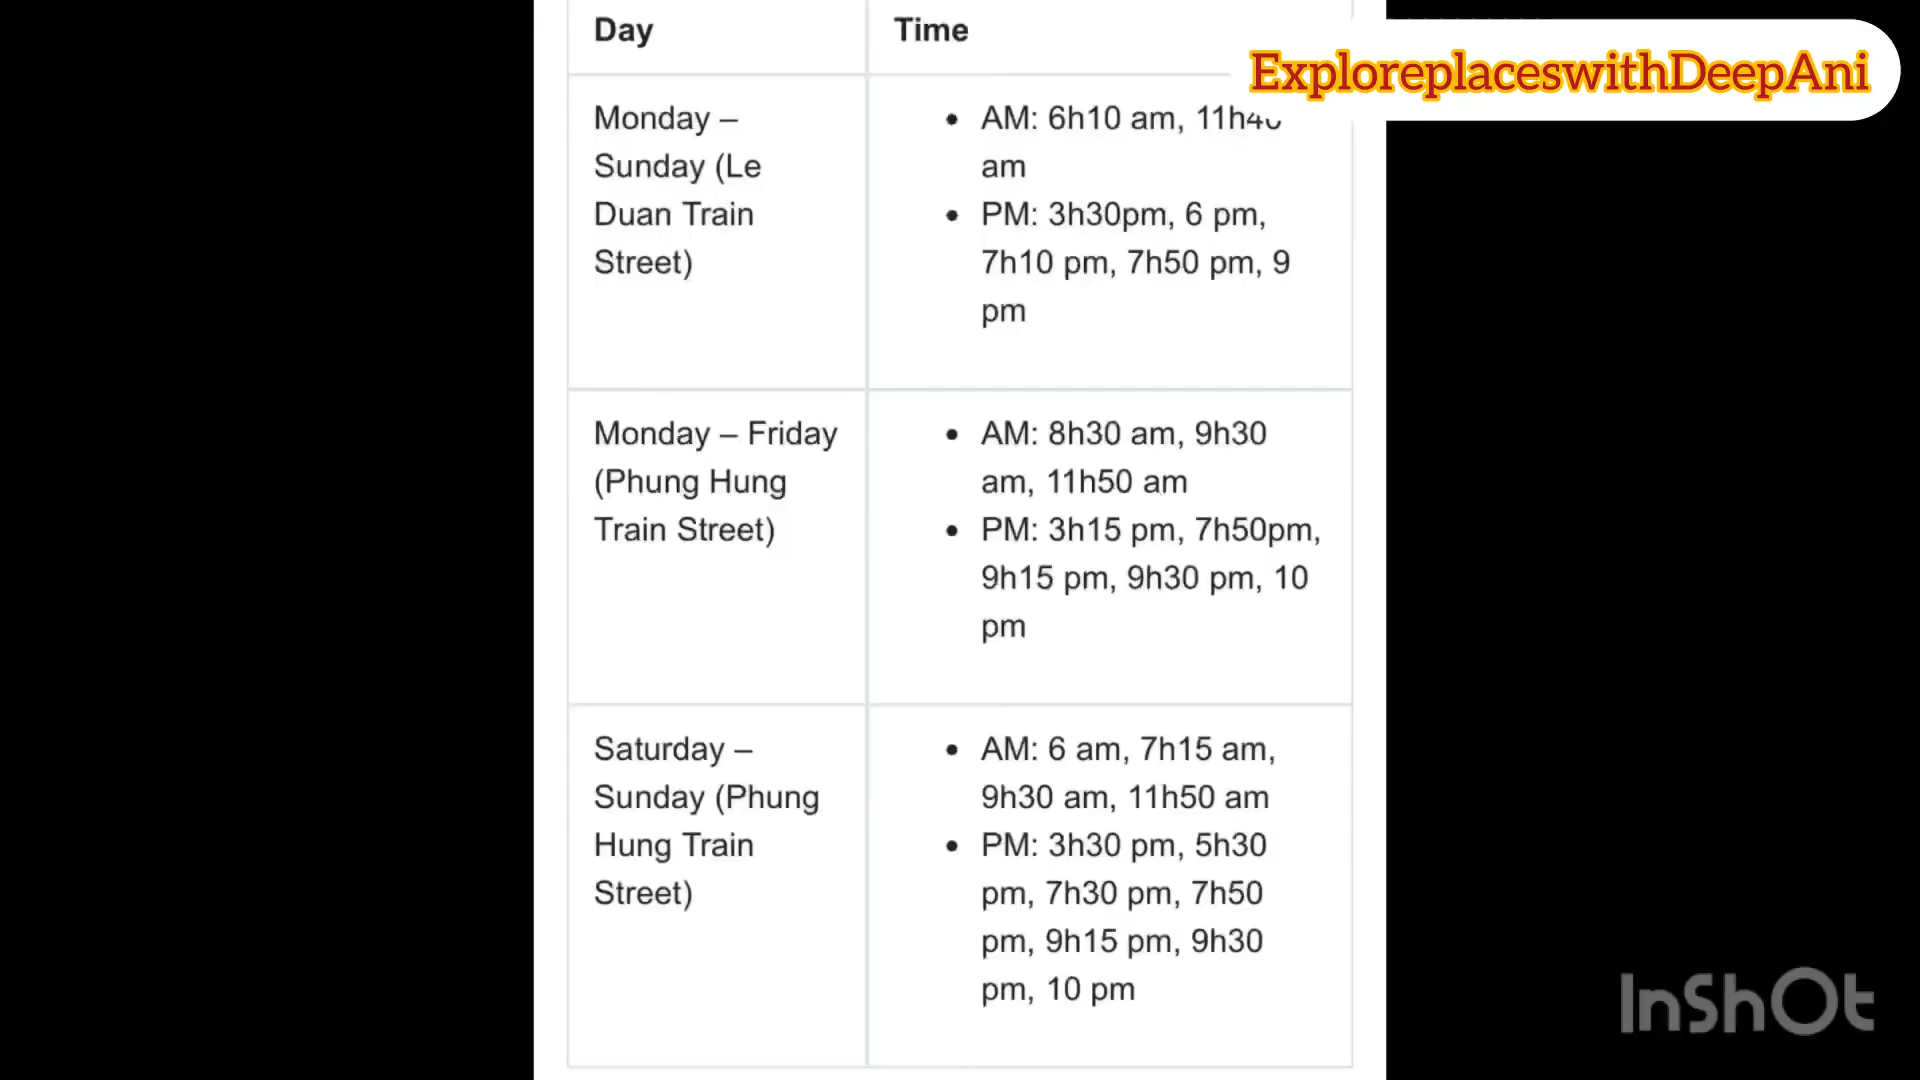 Day
Time
ExploreplaceswithDeepAni
Monday –
Sunday (Le
Duan Train
Street)
• AM: 6h10 am, 11h40
am
• PM: 3h30pm, 6 pm,
7h10 pm, 7h50 pm, 9
pm
Monday – Friday
(Phung Hung
Train Street)
• AM: 8h30 am, 9h30
am, 11h50 am
• PM: 3h15 pm, 7h50pm,
9h15 pm, 9h30 pm, 10
pm
Saturday –
Sunday (Phung
Hung Train
Street)
• AM: 6 am, 7h15 am,
9h30 am, 11h50 am
• PM: 3h30 pm, 5h30
pm, 7h30 pm, 7h50
pm, 9h15 pm, 9h30
pm, 10 pm
InShOt